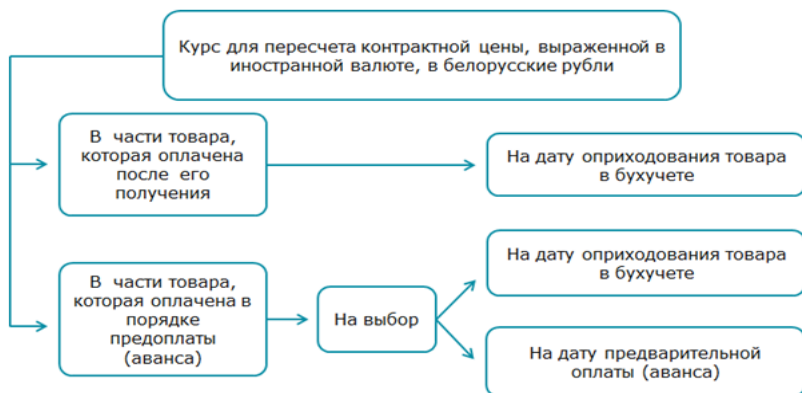 Курс для пересчета контрактной цены, выраженной в
иностранной валюте, в белорусские рубли
В части товара,
которая оплачена
после его
получения
На дату оприходования товара
в бухучете
В части товара,
которая оплачена в
порядке
предоплаты
(аванса)
На выбор
На дату оприходования товара
в бухучете
На дату предварительной
оплаты (аванса)